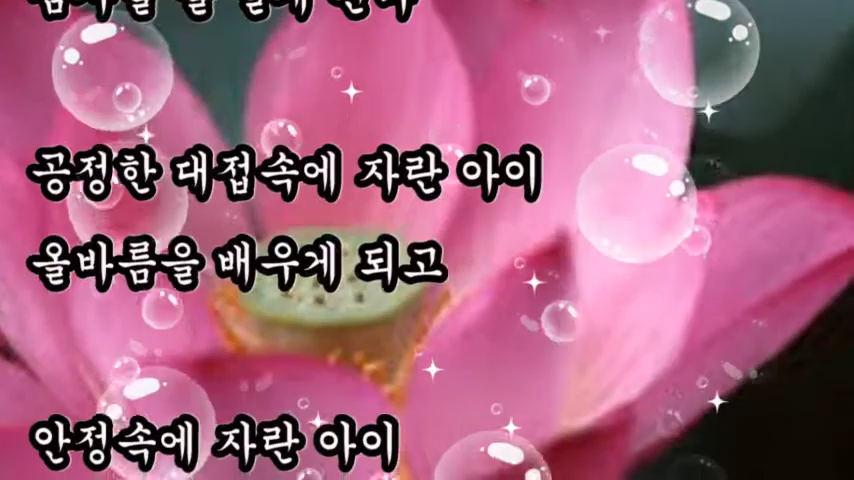 공정한 대접속에 자란 아이
올바름을 배우게 되고
안정속에 자란 아이